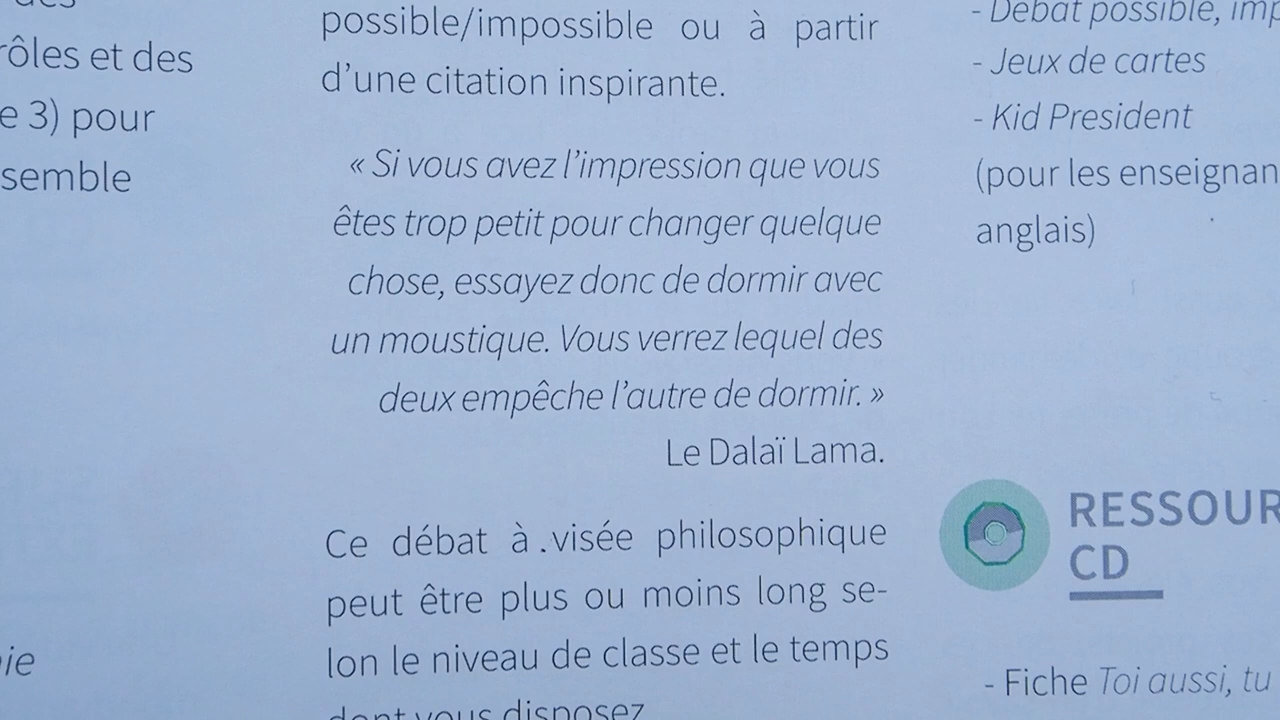 rôles et des
e 3) pour
semble
ie
possible/impossible ou à partir
d'une citation inspirante.
« Si vous avez l'impression que vous
êtes trop petit pour changer quelque
chose, essayez donc de dormir avec
un moustique. Vous verrez lequel des
deux empêche l'autre de dormir. »
Le Dalaï Lama.
Ce débat à visée philosophique
peut être plus ou moins long se-
lon le niveau de classe et le temps
dont vous disposez
- Débat possible, imp
- Jeux de cartes
- Kid President
(pour les enseignan
anglais)
RESSOUR
CD
- Fiche Toi aussi, tu